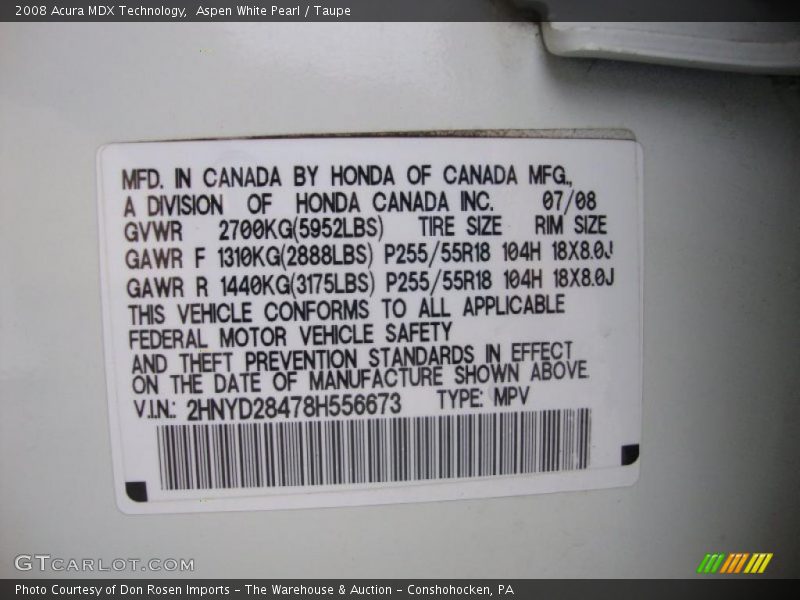 2008 Acura MDX Technology, Aspen White Pearl / Taupe
MFD. IN CANADA BY HONDA OF CANADA MFG.,
A DIVISION OF HONDA CANADA INC. 07/08
GVWR 2700KG(5952LBS) TIRE SIZE RIM SIZE
GAWR F 1310KG(2888LBS) P255/55R18 104H 18X8.0J
GAWR R 1440KG(3175LBS) P255/55R18 104H 18X8.0J
THIS VEHICLE CONFORMS TO ALL APPLICABLE
FEDERAL MOTOR VEHICLE SAFETY
AND THEFT PREVENTION STANDARDS IN EFFECT
ON THE DATE OF MANUFACTURE SHOWN ABOVE.
V.I.N.: 2HNYD28478H556673 TYPE: MPV
GTCARLOT.COM
Photo Courtesy of Don Rosen Imports - The Warehouse & Auction - Conshohocken, PA